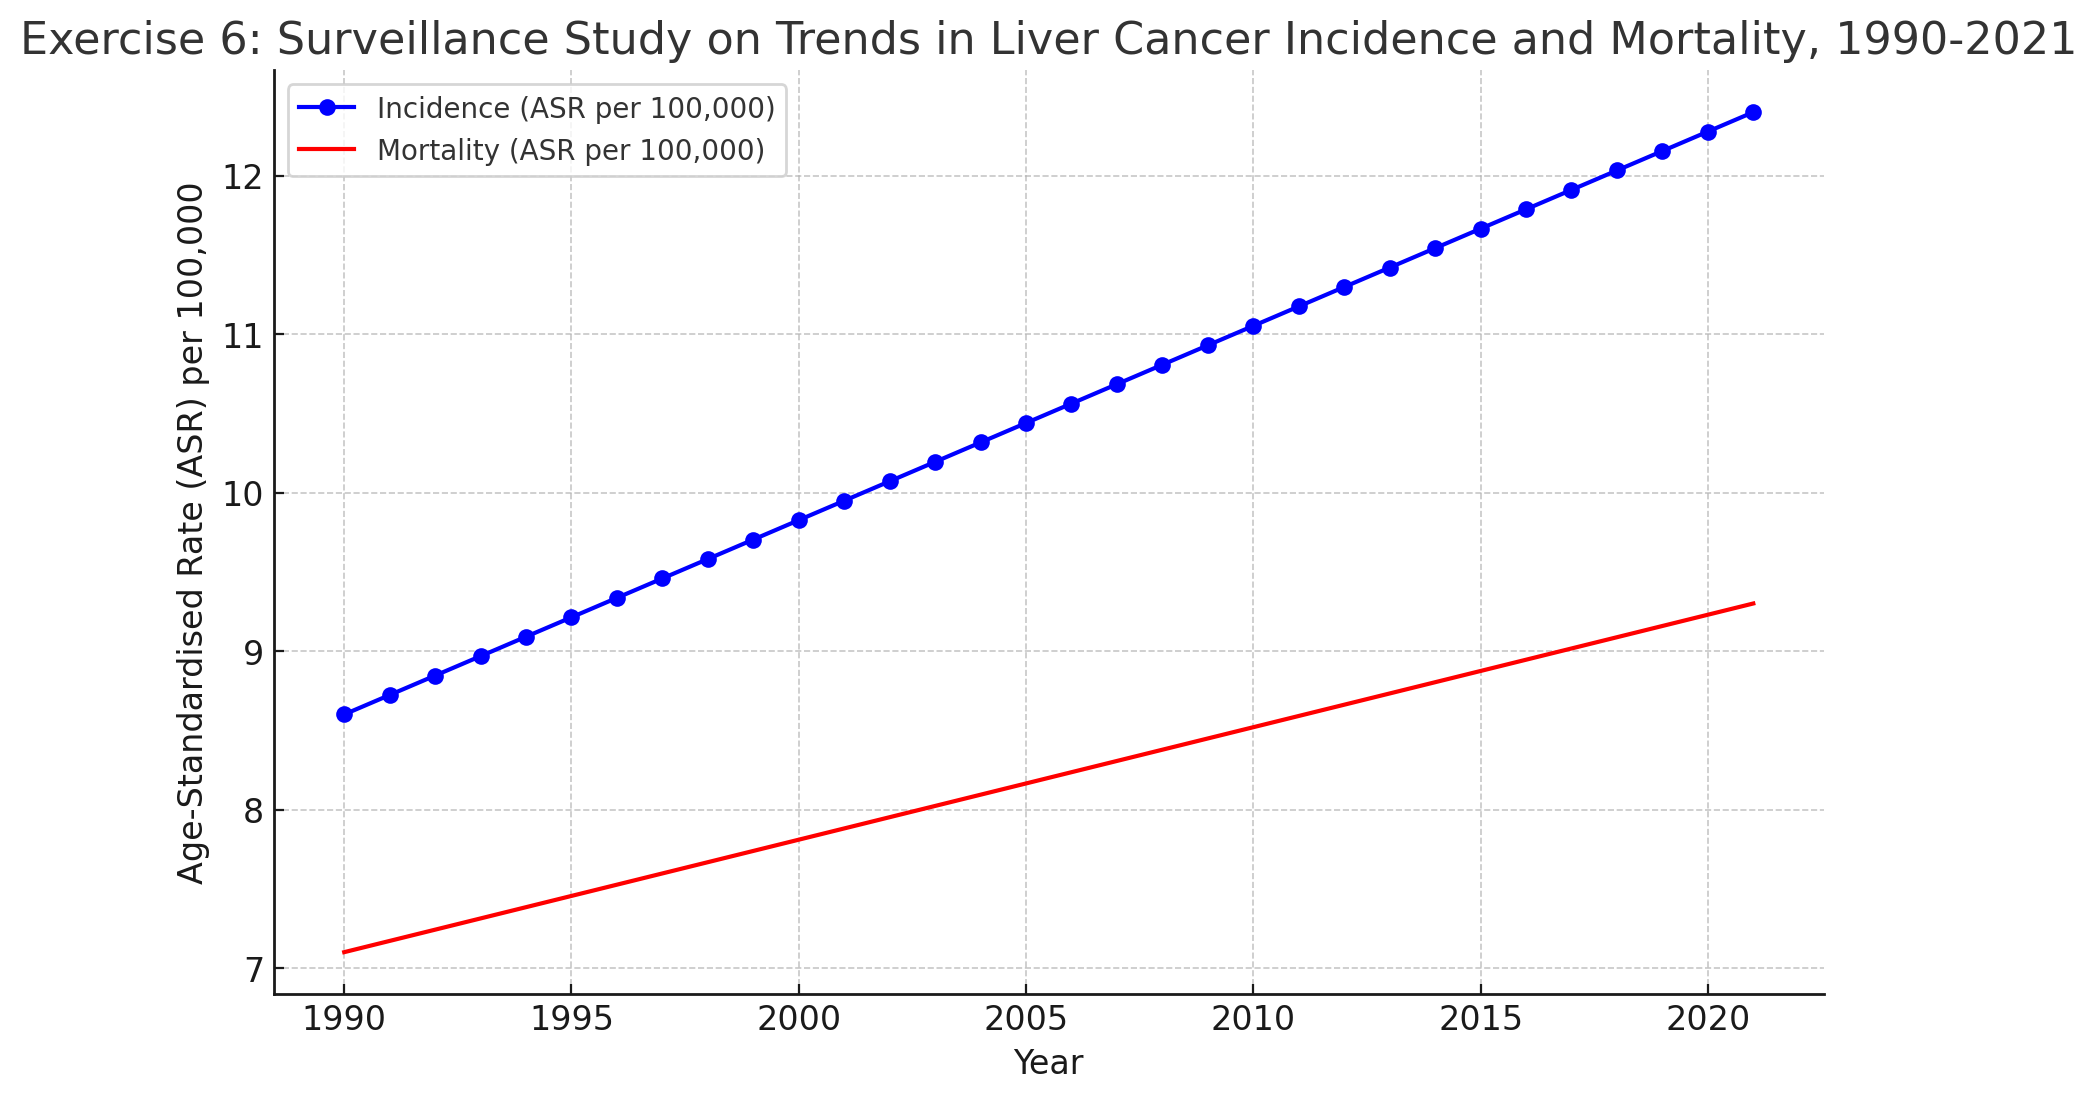 Exercise 6: Surveillance Study on Trends in Liver Cancer Incidence and Mortality, 1990-2021
Incidence (ASR per 100,000)
Mortality (ASR per 100,000)
Age-Standardised Rate (ASR) per 100,000
12
11
10
9
8
7
1990 1995 2000 2005 2010 2015 2020
Year